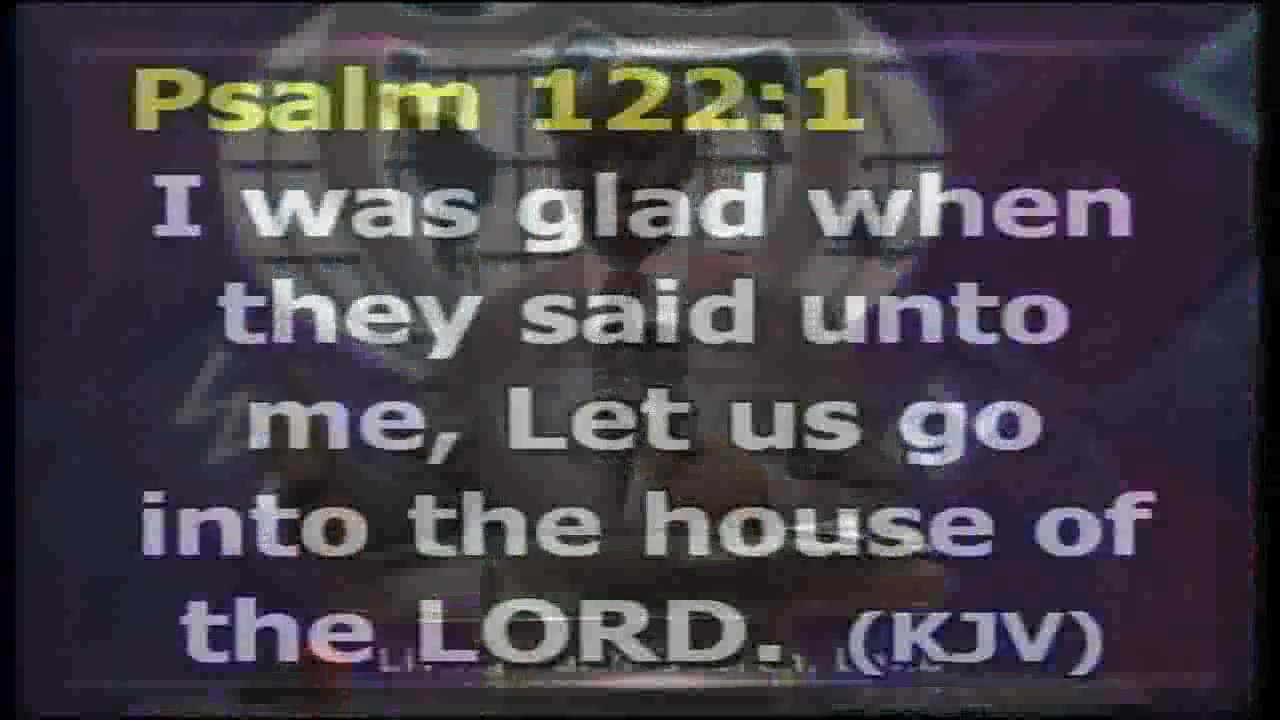 Psalm 122:1
I was glad when
they said unto
me, Let us go
into the house of
the LORD. (KJV)